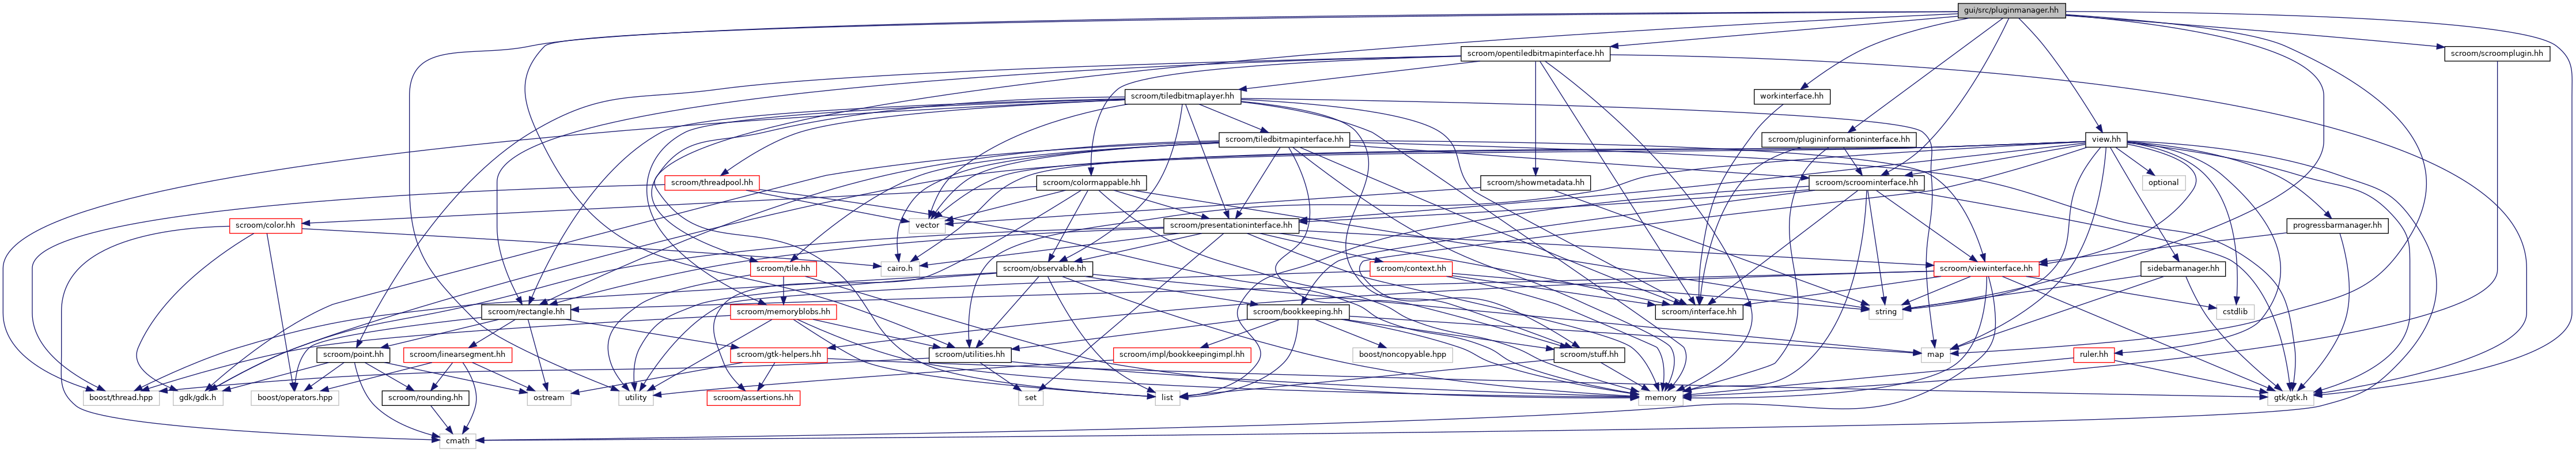 gui/src/pluginmanager.hh
scroom/opentiledbitmapinterface.hh
scroom/scroomplugin.hh
scroom/tiledbitmaplayer.hh
workinterface.hh
scroom/tiledbitmapinterface.hh
scroom/plugininformationinterface.hh
view.hh
scroom/threadpool.hh
scroom/colormappable.hh
scroom/showmetadata.hh
scroom/scroominterface.hh
optional
scroom/color.hh
vector
scroom/presentationinterface.hh
progressbarmanager.hh
scroom/tile.hh
cairo.h
scroom/observable.hh
scroom/context.hh
scroom/viewinterface.hh
sidebarmanager.hh
scroom/rectangle.hh
scroom/memoryblobs.hh
scroom/bookkeeping.hh
scroom/interface.hh
string
cstdlib
scroom/point.hh
scroom/linearsegment.hh
scroom/gtk-helpers.hh
scroom/utilities.hh
scroom/impl/bookkeepingimpl.hh
boost/noncopyable.hpp
scroom/stuff.hh
map
ruler.hh
boost/thread.hpp
gdk/gdk.h
boost/operators.hpp
scroom/rounding.hh
ostream
utility
scroom/assertions.hh
set
list
memory
gtk/gtk.h
cmath